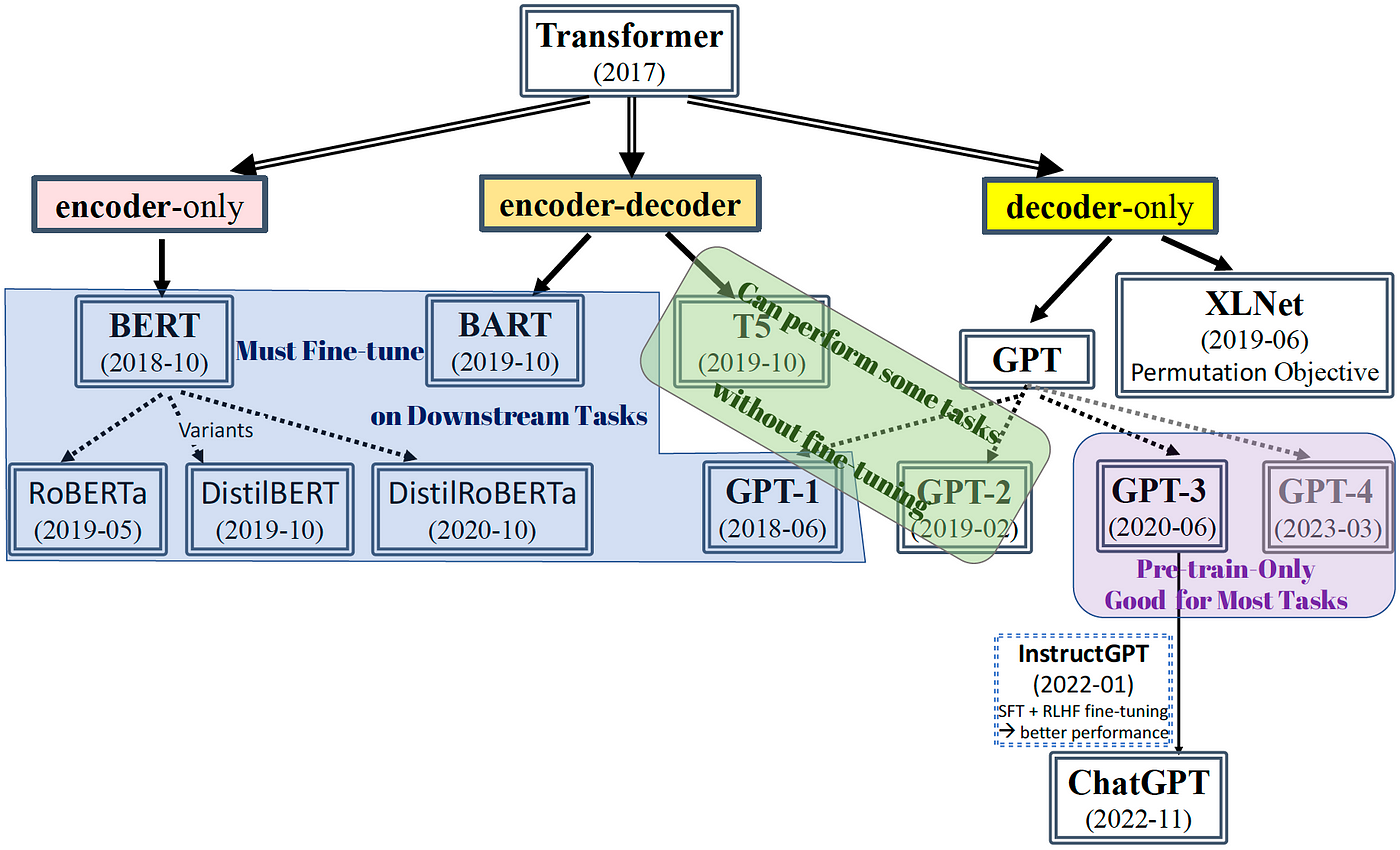 Transformer
(2017)
encoder-only
encoder-decoder
decoder-only
BERT
(2018-10)
Must Fine-tune
on Downstream Tasks
BART
(2019-10)
T5
(2019-10)
Can perform some tasks
without fine-tuning
GPT
XLNet
(2019-06)
Permutation Objective
Variants
RoBERTa
(2019-05)
DistilBERT
(2019-10)
DistilRoBERTa
(2020-10)
GPT-1
(2018-06)
GPT-2
(2019-02)
GPT-3
(2020-06)
GPT-4
(2023-03)
Pre-train-Only
Good for Most Tasks
InstructGPT
(2022-01)
SFT + RLHF fine-tuning
→ better performance
ChatGPT
(2022-11)